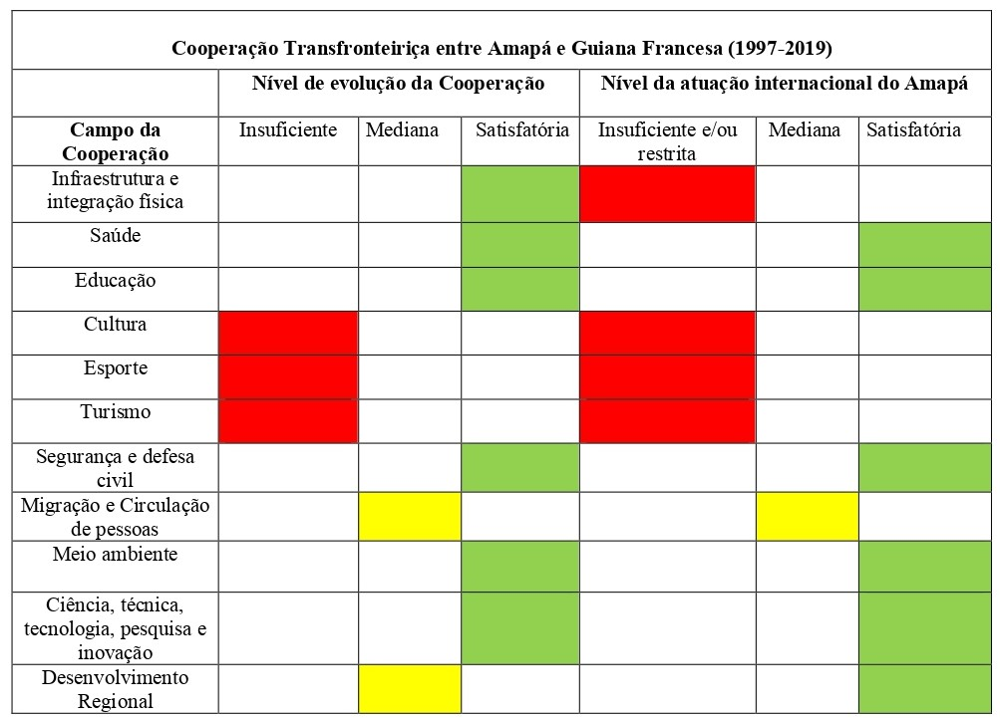 Cooperação Transfronteiriça entre Amapá e Guiana Francesa (1997-2019)
Nível de evolução da Cooperação Nível da atuação internacional do Amapá
Campo da
Cooperação
Insuficiente Mediana Satisfatória Insuficiente e/ou
restrita
Mediana Satisfatória
Infraestrutura e
integração física
Saúde
Educação
Cultura
Esporte
Turismo
Segurança e defesa
civil
Migração e Circulação
de pessoas
Meio ambiente
Ciência, técnica,
tecnologia, pesquisa e
inovação
Desenvolvimento
Regional